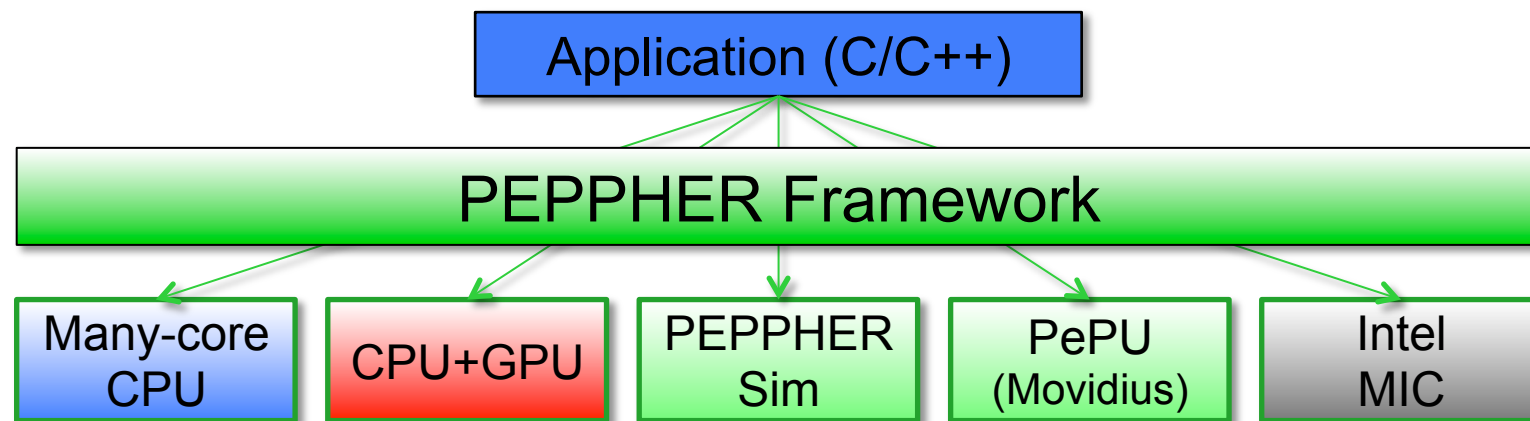 Application (C/C++)
PEPPHER Framework
Many-core
CPU
CPU+GPU
PEPPHER
Sim
PePU
(Movidius)
Intel
MIC